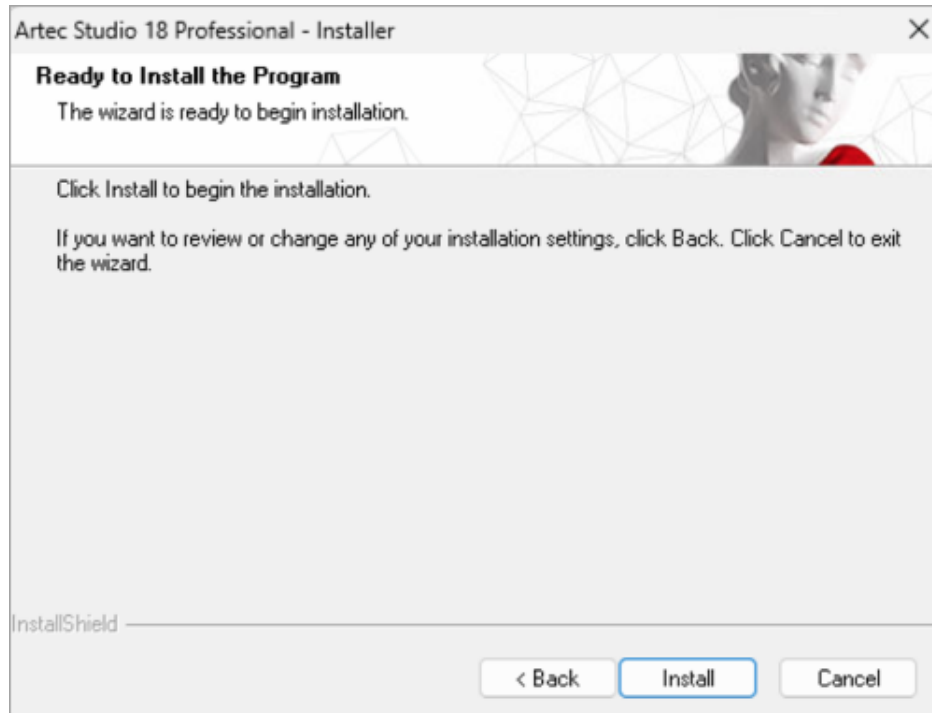 Artec Studio 18 Professional - Installer
Ready to Install the Program
The wizard is ready to begin installation.
Click Install to begin the installation.
If you want to review or change any of your installation settings, click Back. Click Cancel to exit
the wizard.
InstallShield
< Back
Install
Cancel